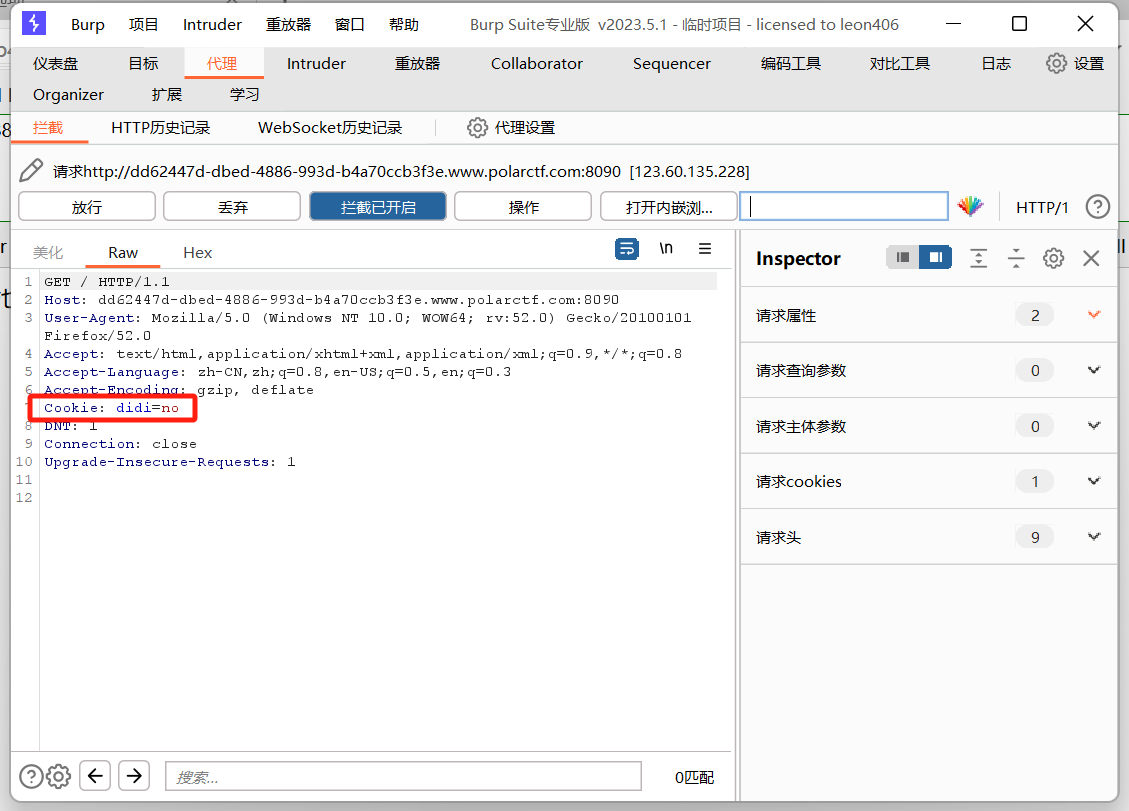 Burp 项目 Intruder 重放器 窗口 帮助 Burp Suite专业版 v2023.5.1 - 临时项目 - licensed to leon406
仪表盘 目标 代理 Intruder 重放器 Collaborator Sequencer 编码工具 对比工具 日志 设置
Organizer 扩展 学习
拦截 HTTP历史记录 WebSocket历史记录 代理设置
请求http://dd62447d-dbed-4886-993d-b4a70ccb3f3e.www.polarctf.com:8090 [123.60.135.228]
放行 丢弃 拦截已开启 操作 打开内嵌浏... HTTP/1 ?
美化 Raw Hex \n
1 GET / HTTP/1.1
2 Host: dd62447d-dbed-4886-993d-b4a70ccb3f3e.www.polarctf.com:8090
3 User-Agent: Mozilla/5.0 (Windows NT 10.0; WOW64; rv:52.0) Gecko/20100101
Firefox/52.0
4 Accept: text/html,application/xhtml+xml,application/xml;q=0.9,*/*;q=0.8
5 Accept-Language: zh-CN,zh;q=0.8,en-US;q=0.5,en;q=0.3
6 Accept-Encoding: gzip, deflate
Cookie: didi=no
8 DNT: 1
9 Connection: close
10 Upgrade-Insecure-Requests: 1
11
12
Inspector
请求属性 2
请求查询参数 0
请求主体参数 0
请求cookies 1
请求头 9
? 搜索... 0匹配